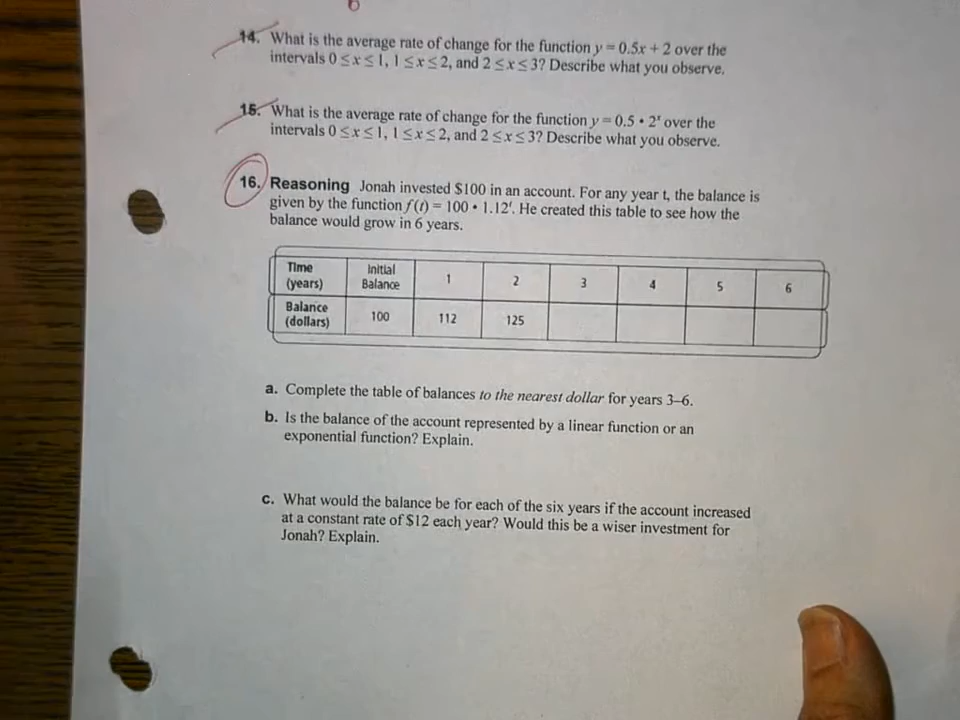 14. What is the average rate of change for the function y = 0.5x + 2 over the
intervals 0 ≤ x ≤ 1, 1 ≤ x ≤ 2, and 2 ≤ x ≤ 3? Describe what you observe.
15. What is the average rate of change for the function y = 0.5 • 2ˣ over the
intervals 0 ≤ x ≤ 1, 1 ≤ x ≤ 2, and 2 ≤ x ≤ 3? Describe what you observe.
16. Reasoning Jonah invested $100 in an account. For any year t, the balance is
given by the function f(t) = 100 • 1.12ᵗ. He created this table to see how the
balance would grow in 6 years.
Time (years) Initial Balance 1 2 3 4 5 6
Balance (dollars) 100 112 125
a. Complete the table of balances to the nearest dollar for years 3–6.
b. Is the balance of the account represented by a linear function or an
exponential function? Explain.
c. What would the balance be for each of the six years if the account increased
at a constant rate of $12 each year? Would this be a wiser investment for
Jonah? Explain.